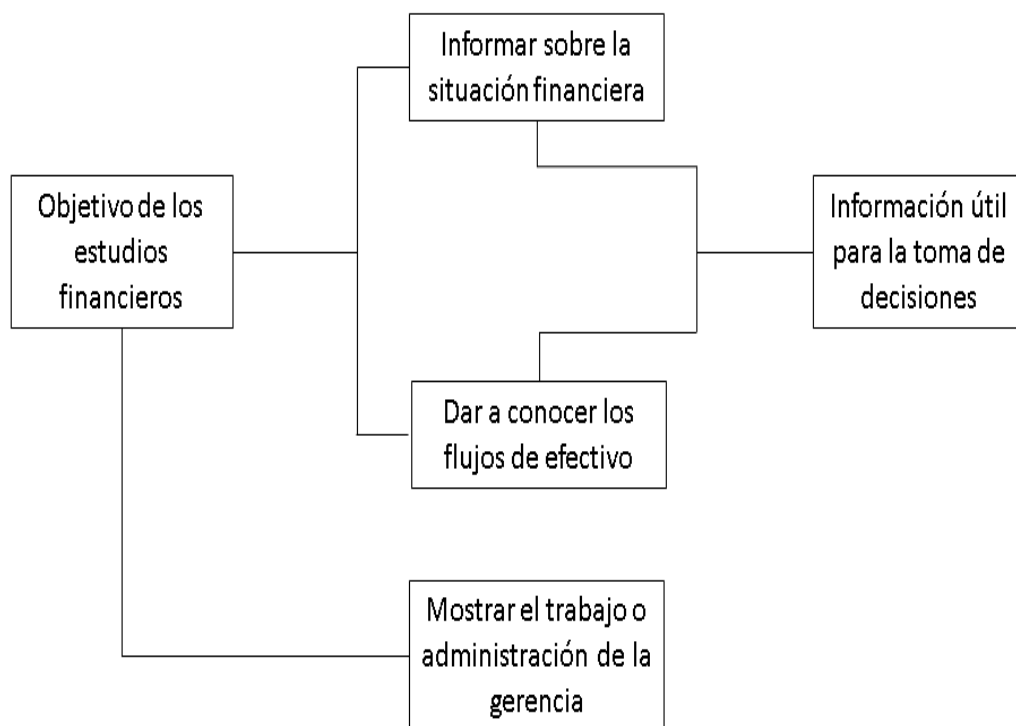 Informar sobre la
situación financiera
Objetivo de los
estudios
financieros
Información útil
para la toma de
decisiones
Dar a conocer los
flujos de efectivo
Mostrar el trabajo o
administración de la
gerencia